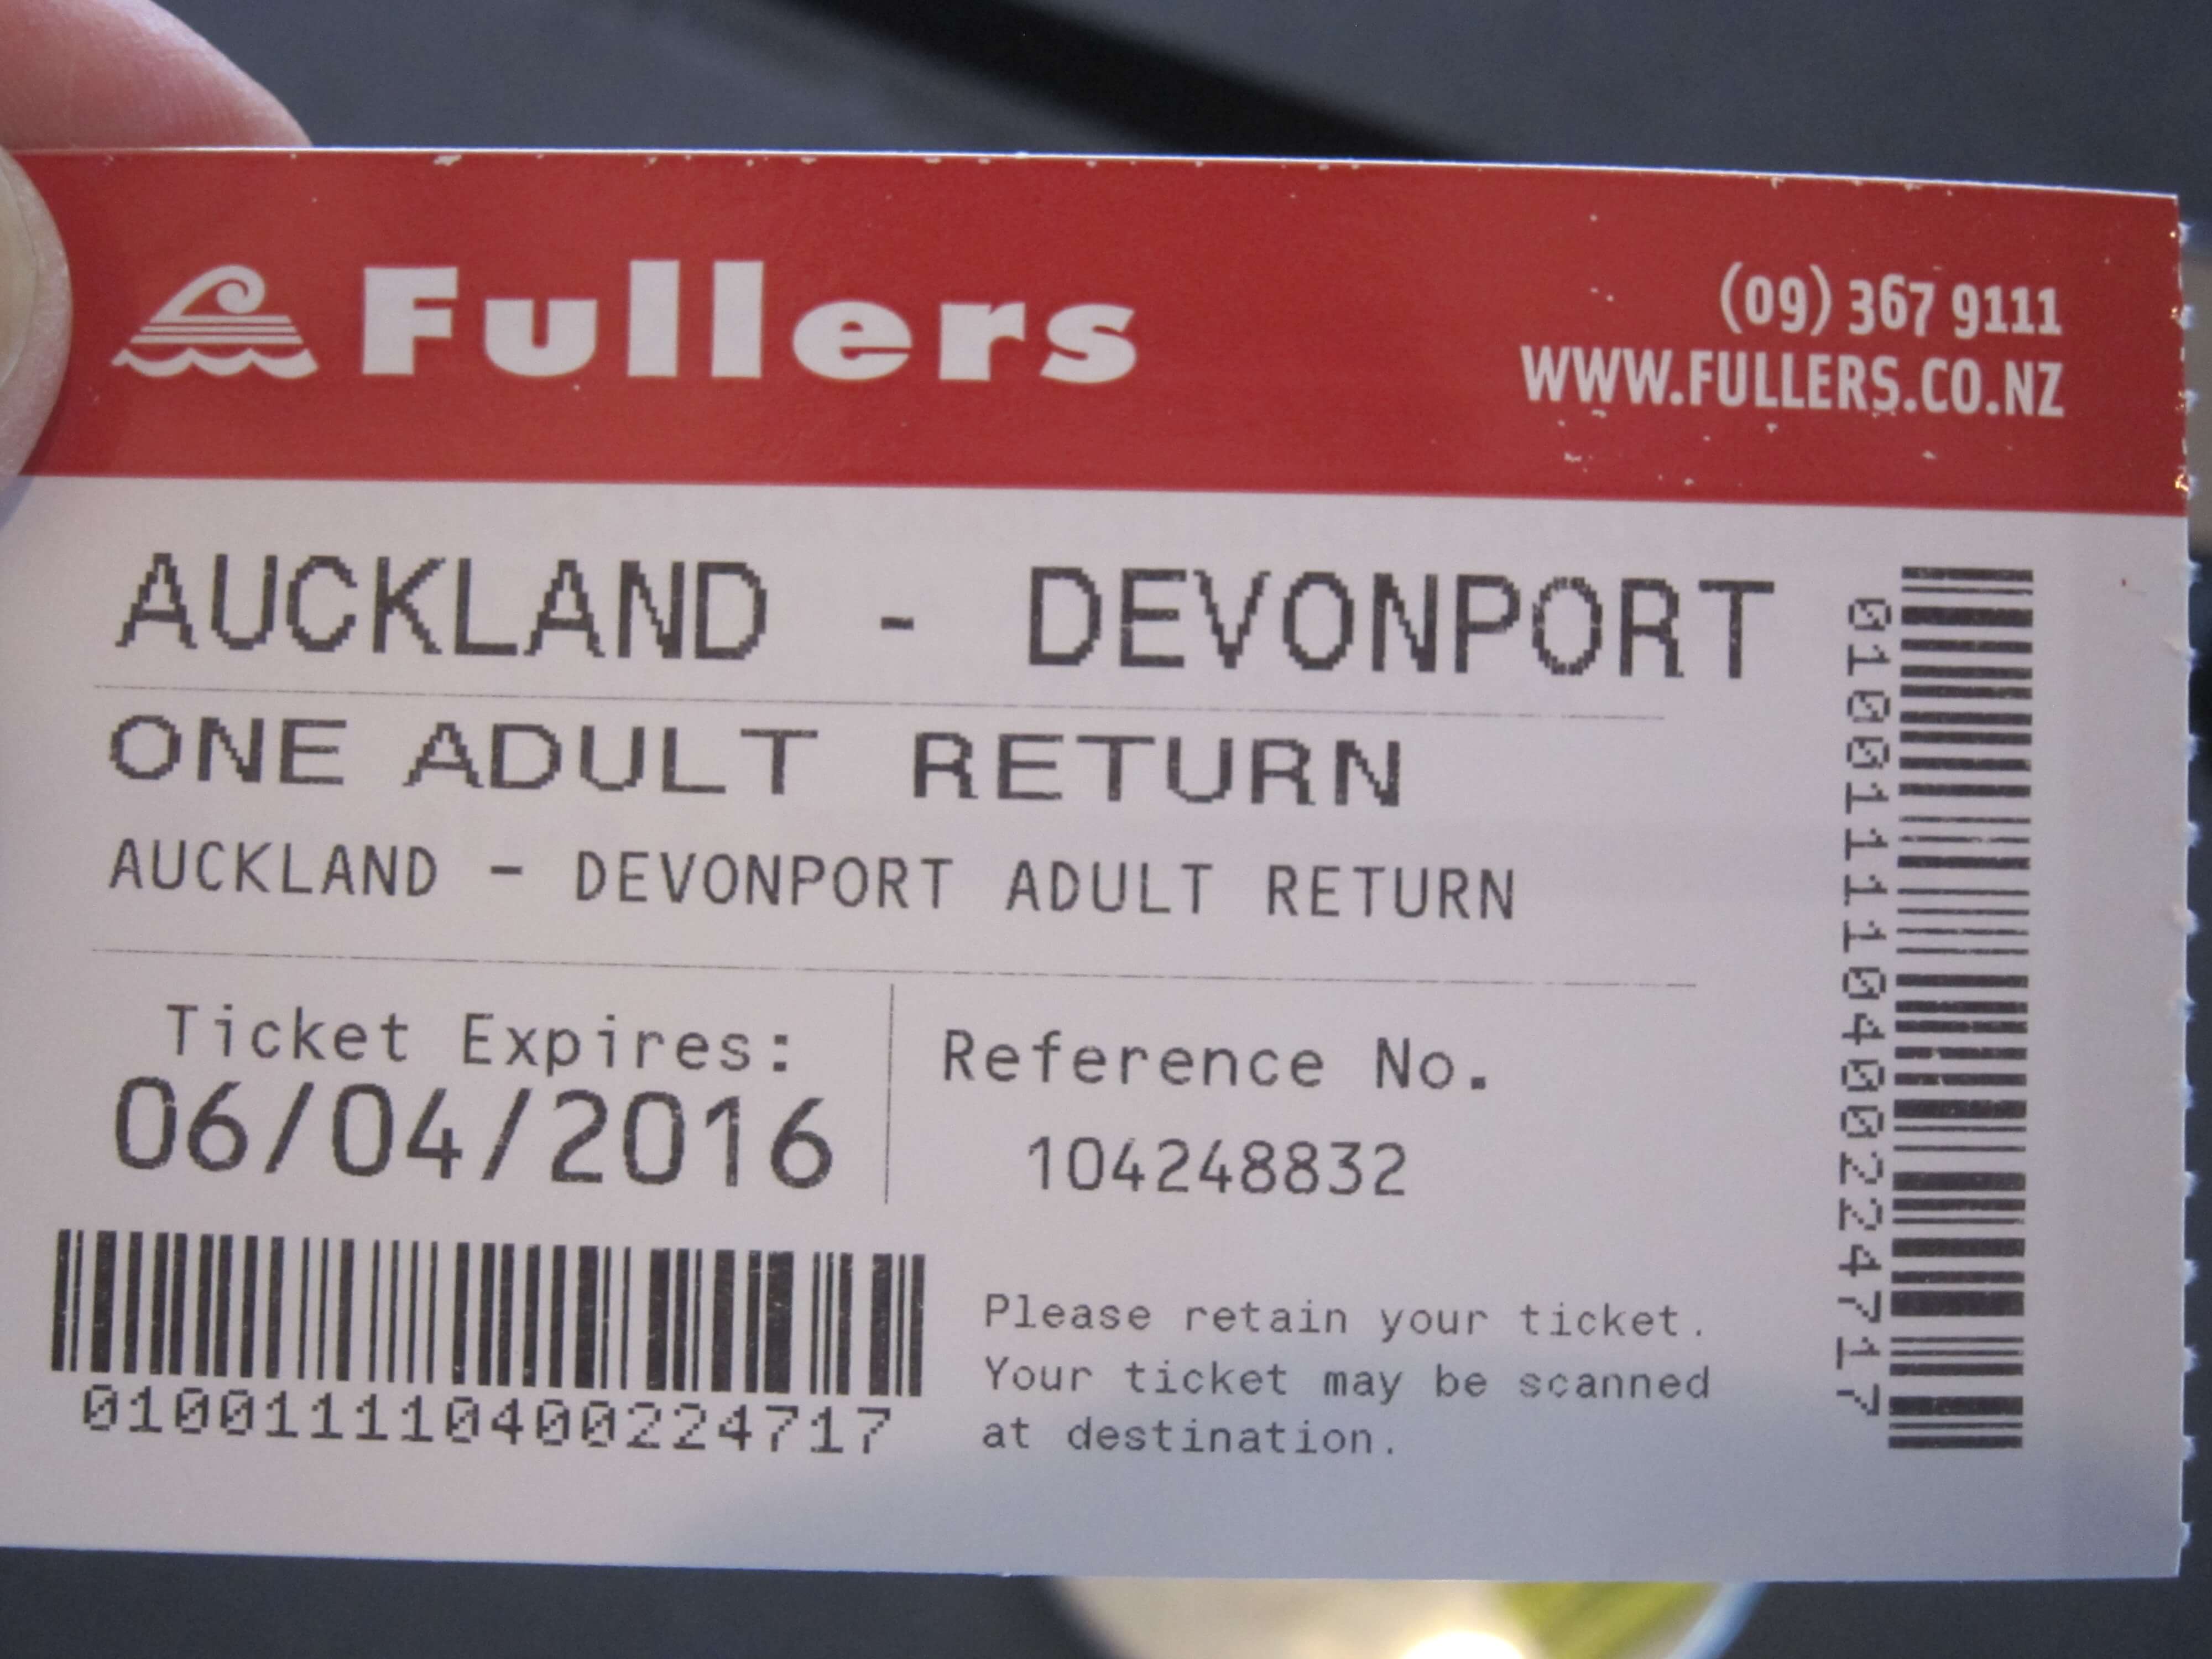 Fullers
(09) 367 9111
WWW.FULLERS.CO.NZ
AUCKLAND - DEVONPORT
ONE ADULT RETURN
AUCKLAND - DEVONPORT ADULT RETURN
Ticket Expires:
06/04/2016
Reference No.
104248832
010011110400224717
Please retain your ticket.
Your ticket may be scanned
at destination.
010011110400224717